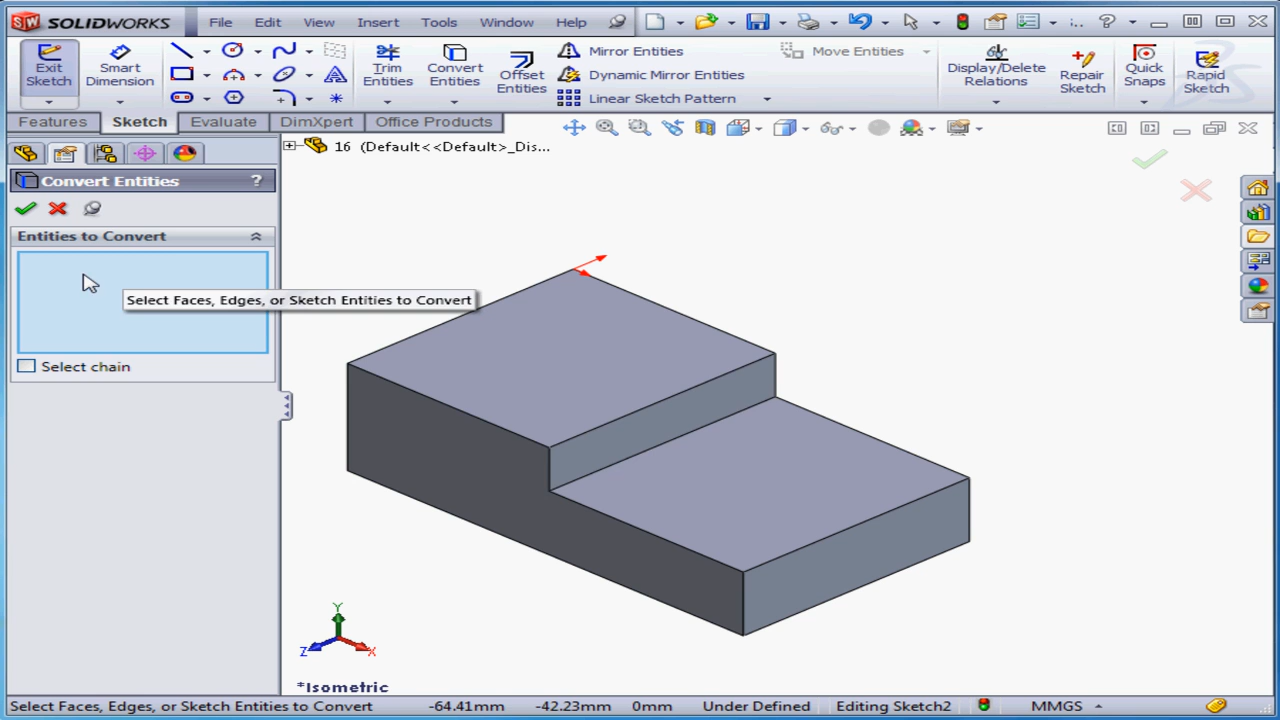 SW SOLIDWORKS File Edit View Insert Tools Window Help
Exit Sketch
Smart Dimension
Trim Entities
Convert Entities
Offset Entities
Mirror Entities
Dynamic Mirror Entities
Linear Sketch Pattern
Move Entities
Display/Delete Relations
Repair Sketch
Quick Snaps
Rapid Sketch
Features Sketch Evaluate DimXpert Office Products
16 (Default<<Default>_Dis...
Convert Entities ?
Entities to Convert
Select Faces, Edges, or Sketch Entities to Convert
Select chain
Y
Z X
*Isometric
Select Faces, Edges, or Sketch Entities to Convert -64.41mm -42.23mm 0mm Under Defined Editing Sketch2 MMGS